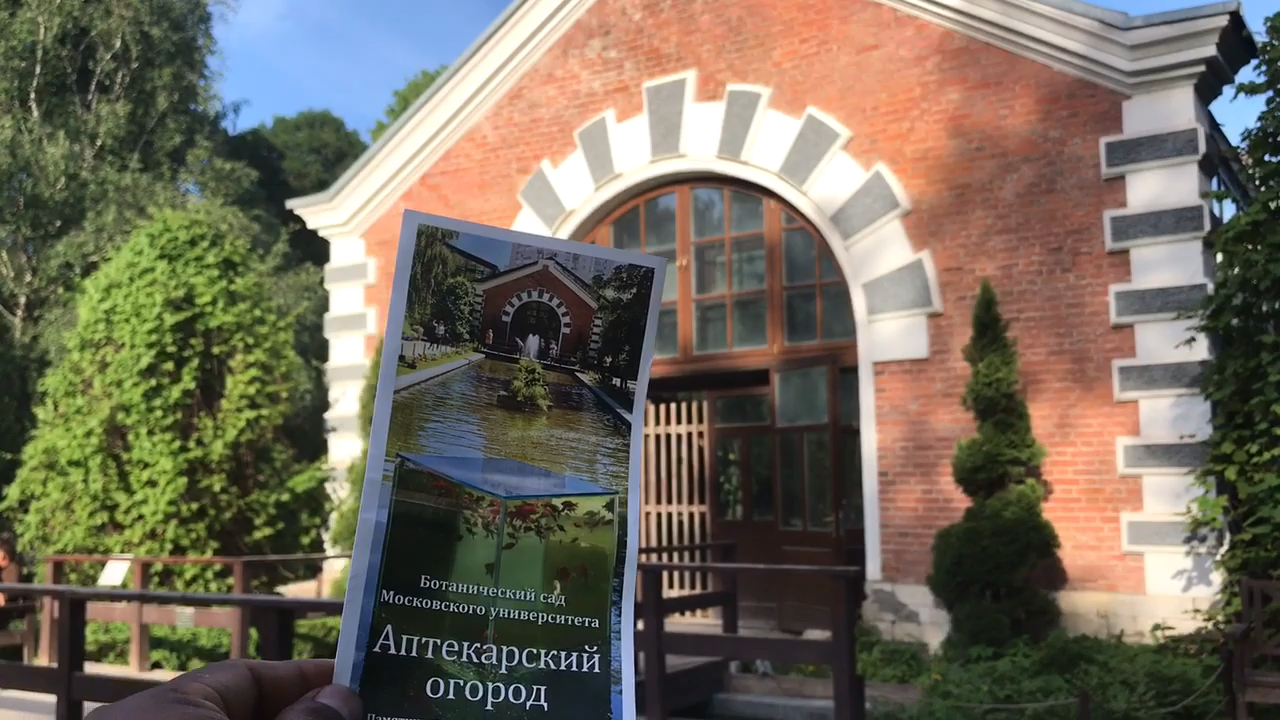 Ботанический сад
Московского университета
Аптекарский
огород